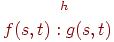 h
f(s,t) : g(s,t)